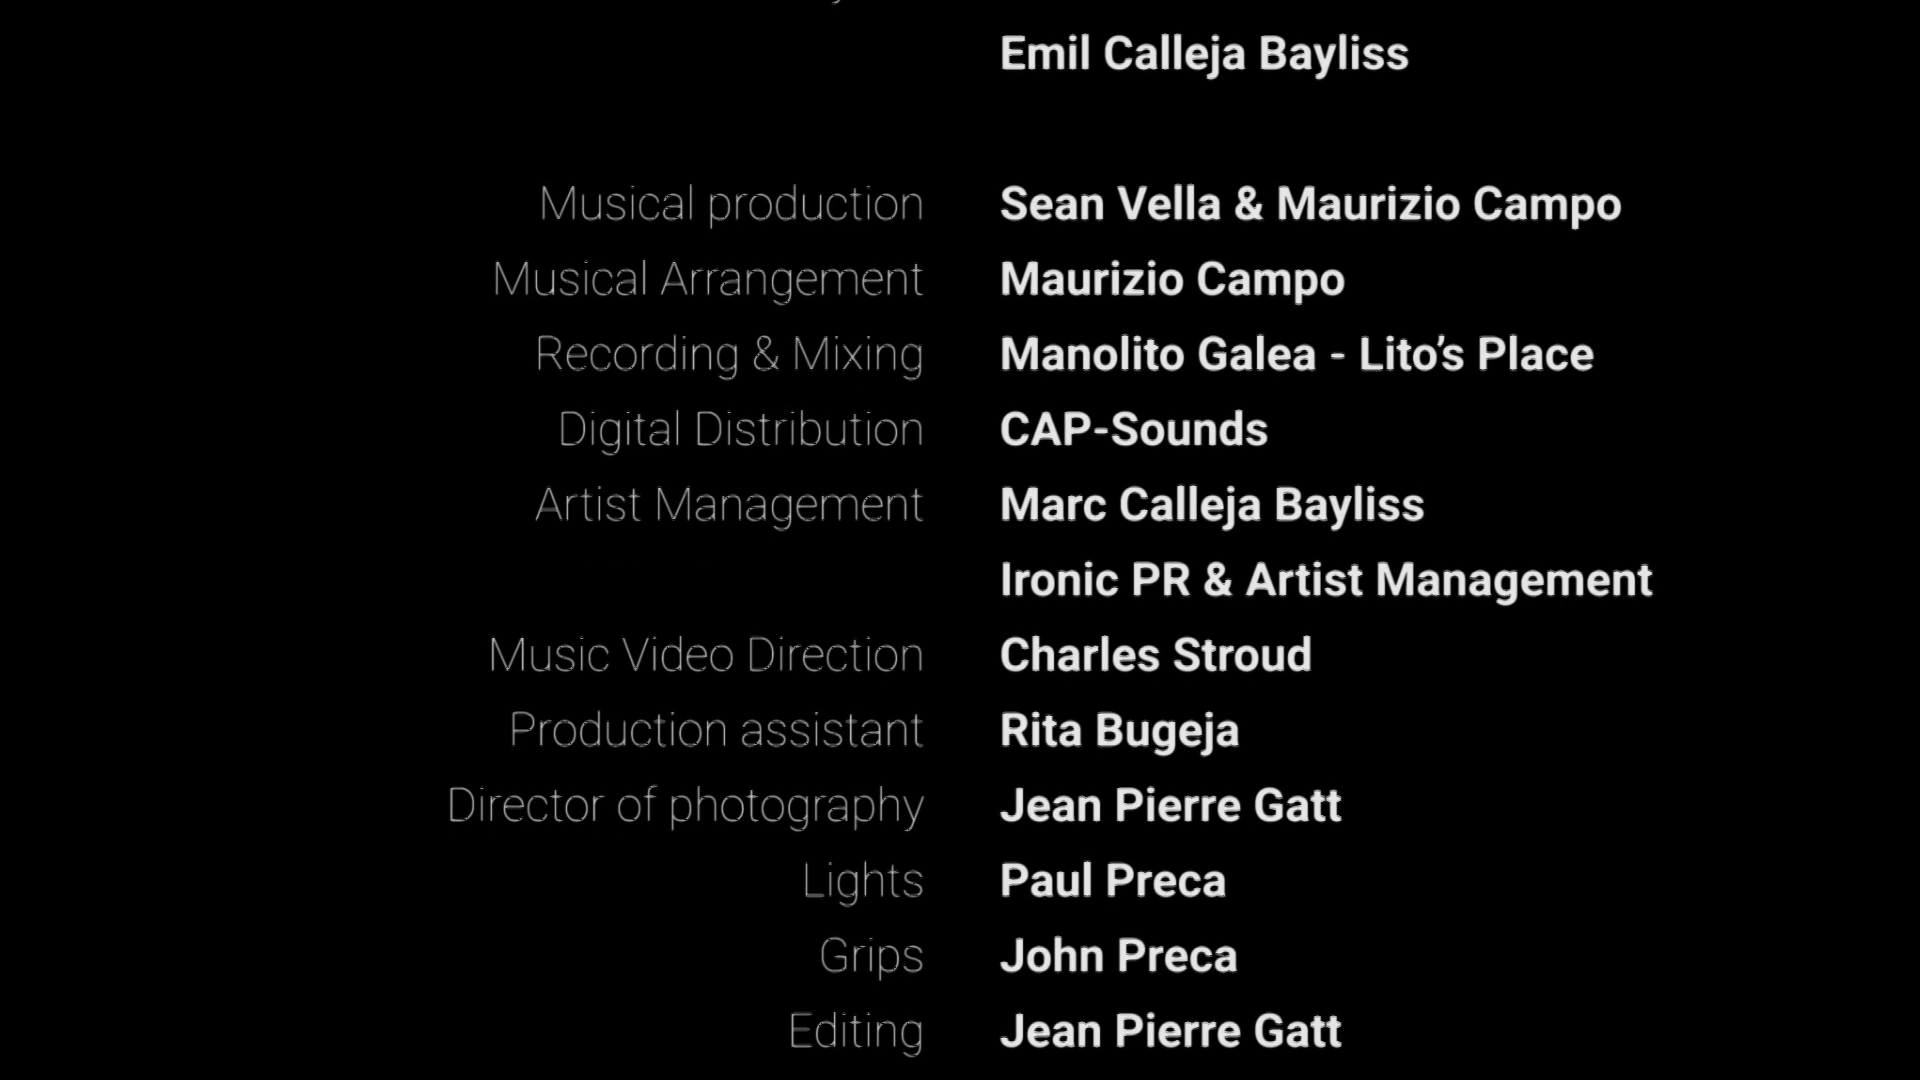 Emil Calleja Bayliss
Musical production Sean Vella & Maurizio Campo
Musical Arrangement Maurizio Campo
Recording & Mixing Manolito Galea - Lito’s Place
Digital Distribution CAP-Sounds
Artist Management Marc Calleja Bayliss
Ironic PR & Artist Management
Music Video Direction Charles Stroud
Production assistant Rita Bugeja
Director of photography Jean Pierre Gatt
Lights Paul Preca
Grips John Preca
Editing Jean Pierre Gatt